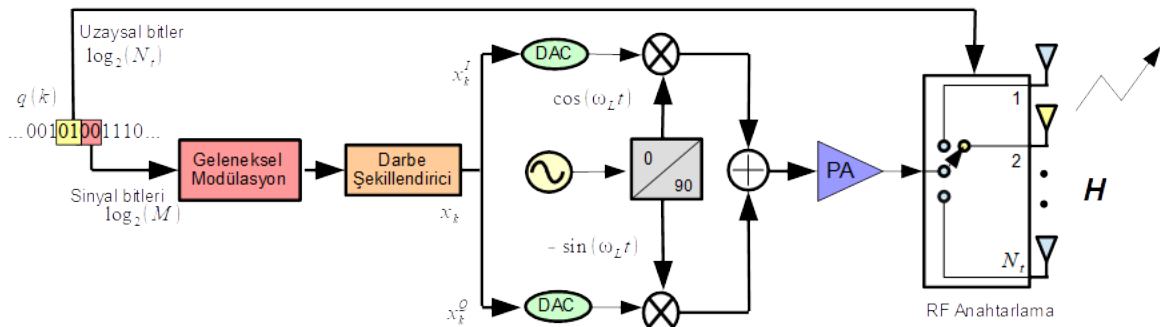 Uzaysal bitler
log₂(Nₜ)
q(k)
...00101001110...
Sinyal bitleri
log₂(M)
Geleneksel
Modülasyon
Darbe
Şekillendirici
x_k
x_k^I
DAC
cos(ω_L t)
0
90
– sin(ω_L t)
x_k^Q
DAC
PA
1
2
Nₜ
H
RF Anahtarlama